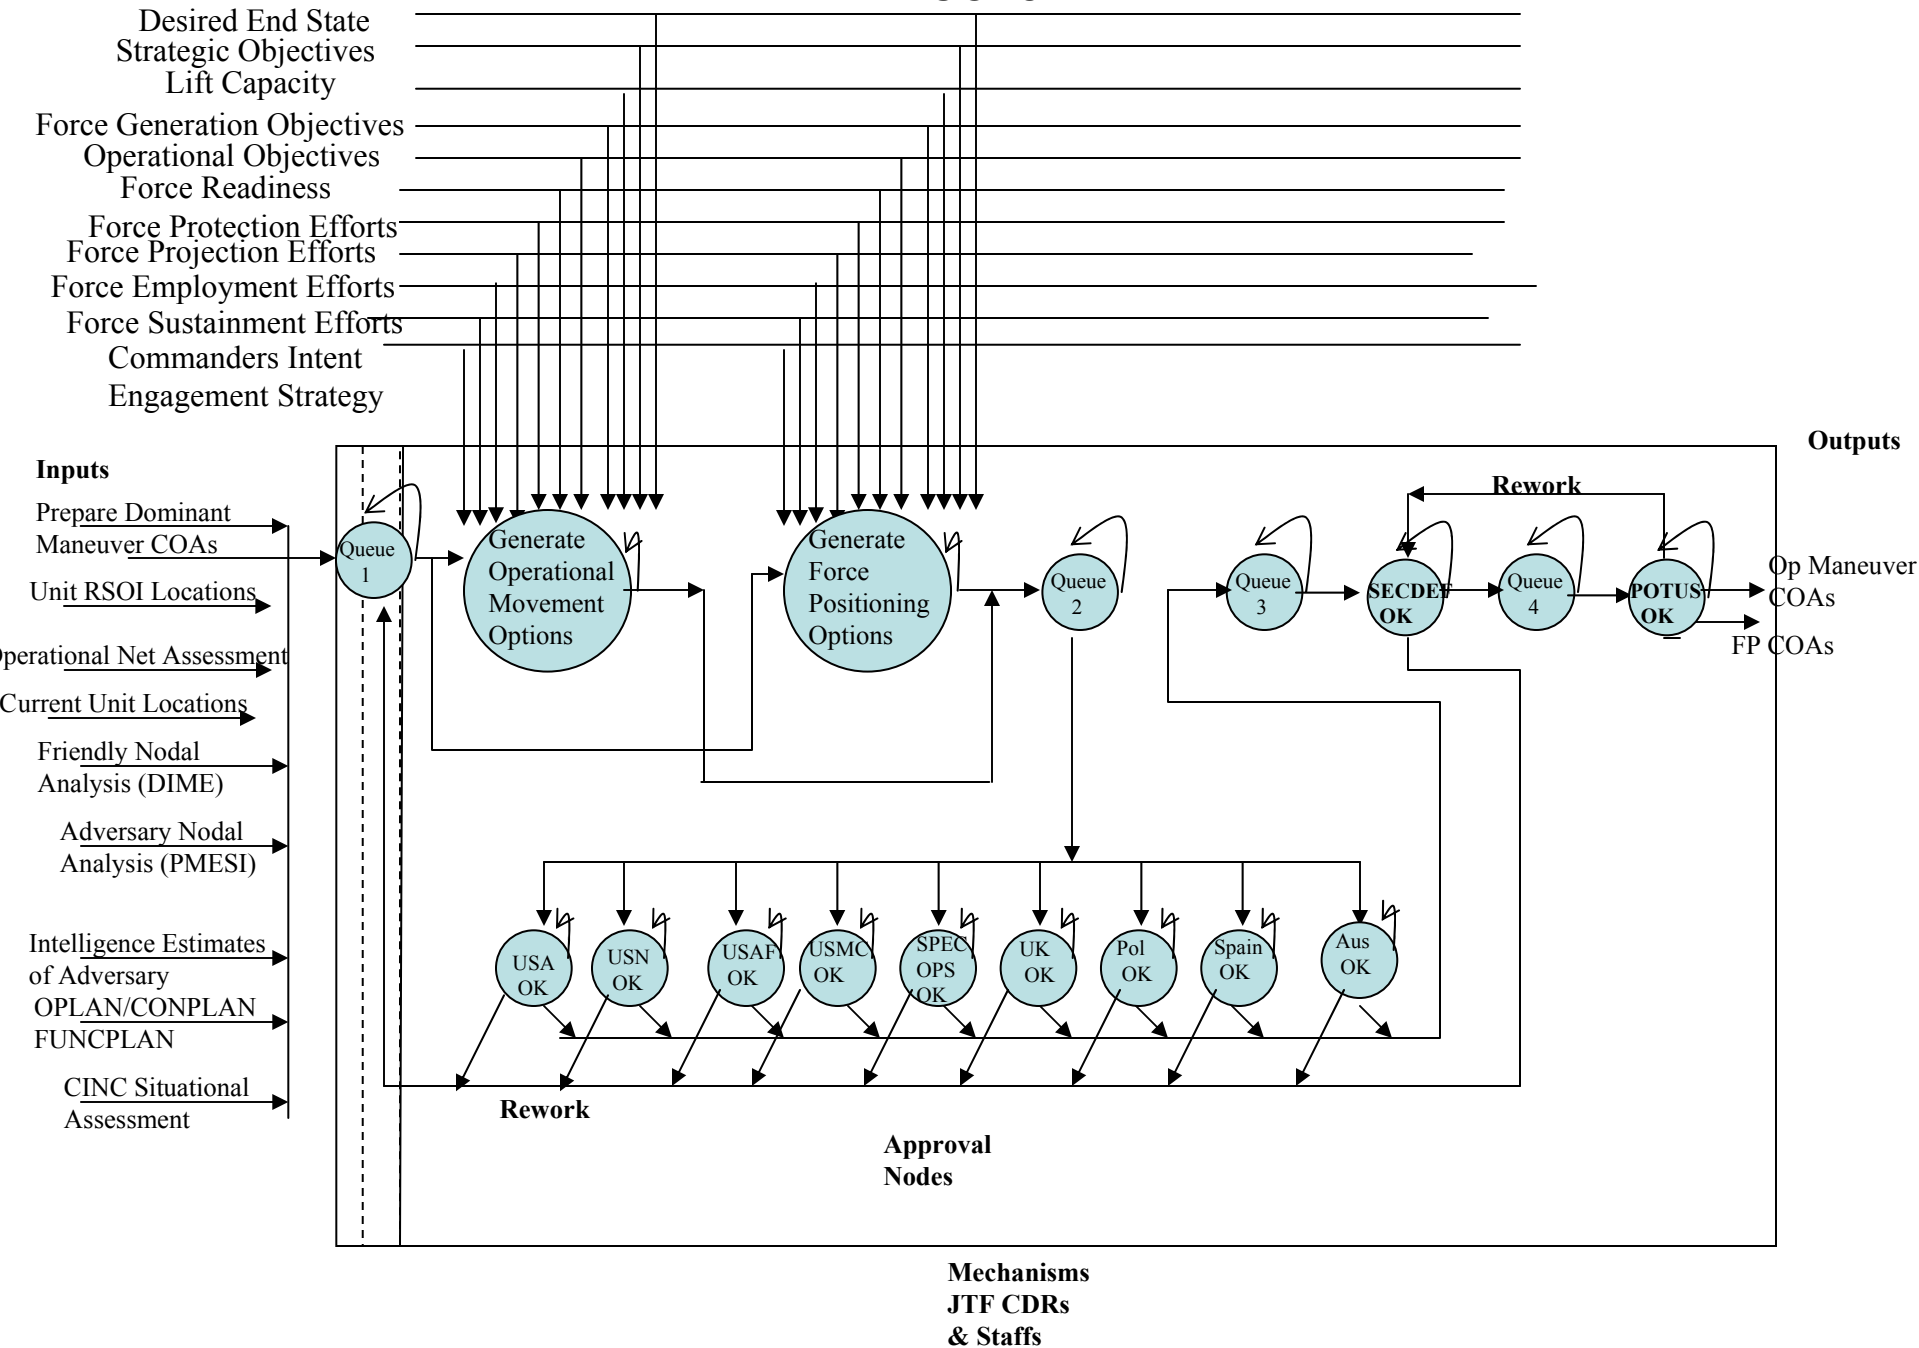 Desired End State
Strategic Objectives
Lift Capacity
Force Generation Objectives
Operational Objectives
Force Readiness
Force Protection Efforts
Force Projection Efforts
Force Employment Efforts
Force Sustainment Efforts
Commanders Intent
Engagement Strategy
Outputs
Inputs
Prepare Dominant
Maneuver COAs
Unit RSOI Locations
Operational Net Assessment
Current Unit Locations
Friendly Nodal
Analysis (DIME)
Adversary Nodal
Analysis (PMESI)
Intelligence Estimates
of Adversary
OPLAN/CONPLAN
FUNCPLAN
CINC Situational
Assessment
Queue
1
Generate
Operational
Movement
Options
Generate
Force
Positioning
Options
Queue
2
Queue
3
Rework
SECDEF
OK
Queue
4
POTUS
OK
Op Maneuver
COAs
FP COAs
USA
OK
USN
OK
USAF
OK
USMC
OK
SPEC
OPS
OK
UK
OK
Pol
OK
Spain
OK
Aus
OK
Rework
Approval
Nodes
Mechanisms
JTF CDRs
& Staffs